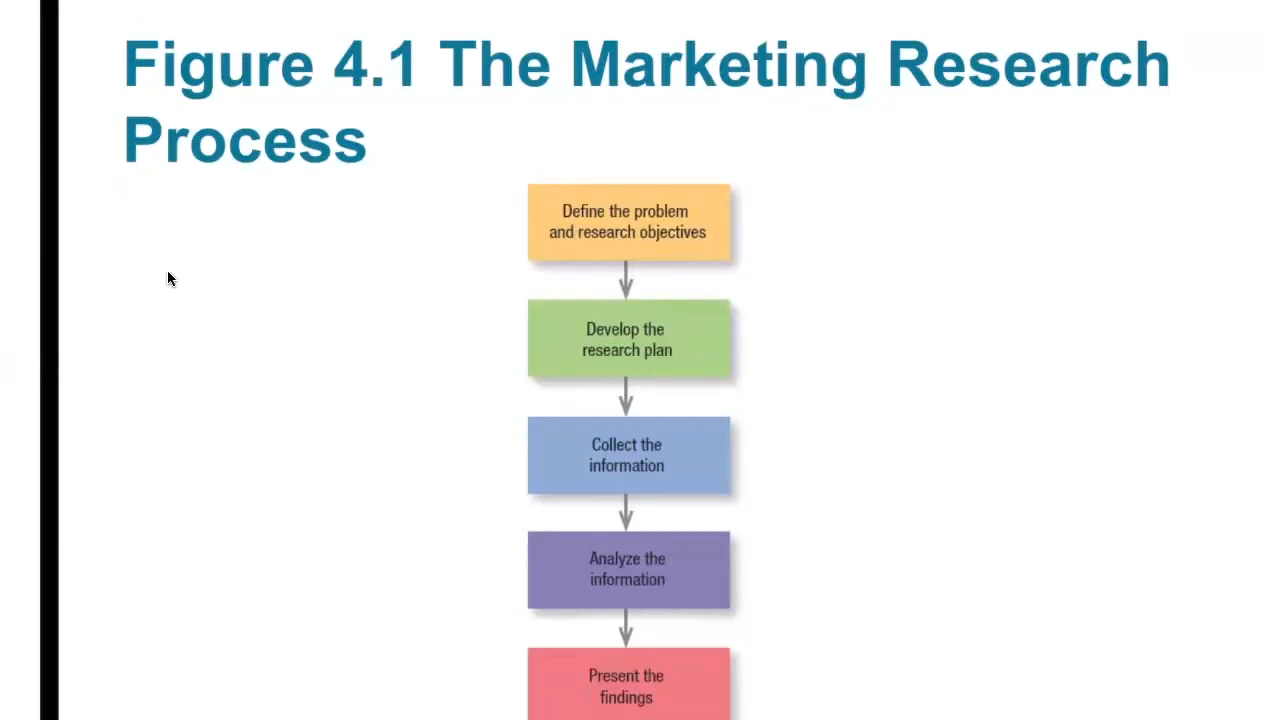 Figure 4.1 The Marketing Research
Process
Define the problem
and research objectives
Develop the
research plan
Collect the
information
Analyze the
information
Present the
findings